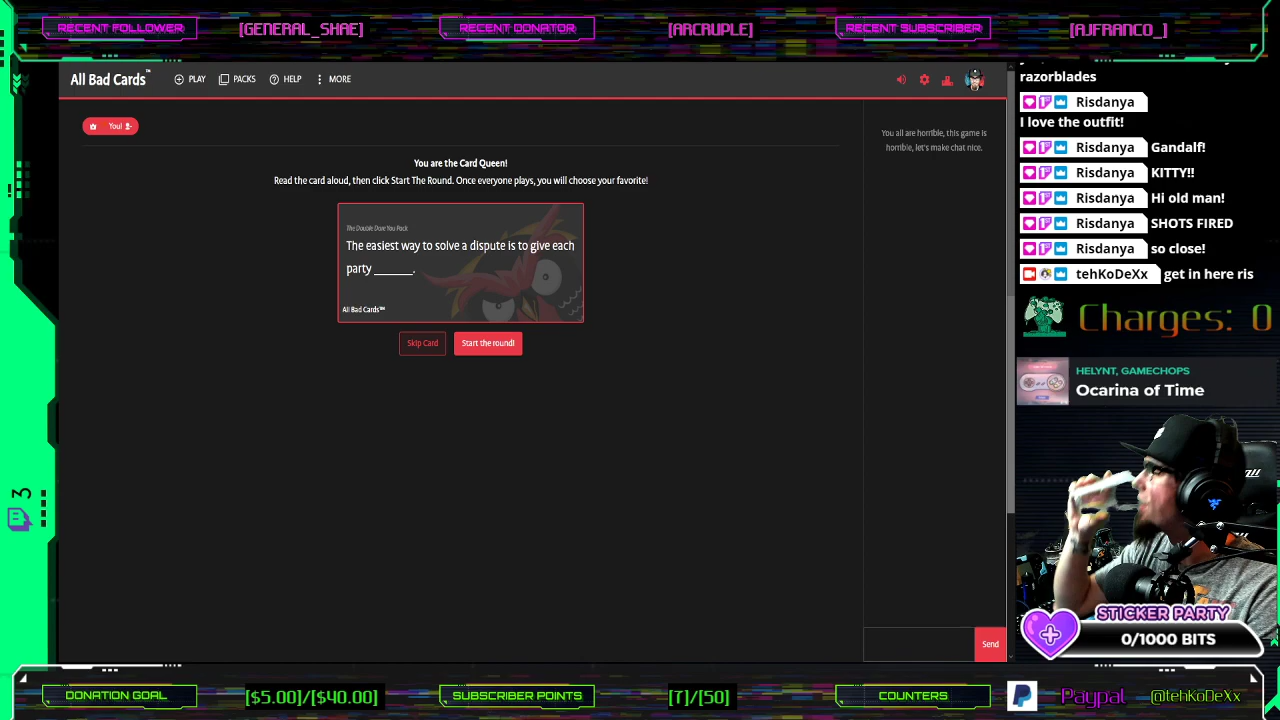 RECENT FOLLOWER
[GENERAL_SHAE]
RECENT DONATOR
[ARCRUPLE]
RECENT SUBSCRIBER
[AJFRANCO_]
All Bad Cards™
PLAY
PACKS
HELP
MORE
You!
You are the Card Queen!
Read the card aloud, then click Start The Round. Once everyone plays, you will choose your favorite!
The Double Dare You Pack
The easiest way to solve a dispute is to give each
party ______.
All Bad Cards™
Skip Card
Start the round!
You all are horrible, this game is
horrible, let's make chat nice.
Send
razorblades
Risdanya
I love the outfit!
Risdanya Gandalf!
Risdanya KITTY!!
Risdanya Hi old man!
Risdanya SHOTS FIRED
Risdanya so close!
tehKoDeXx get in here ris
Charges: 0
HELYNT, GAMECHOPS
Ocarina of Time
STICKER PARTY
0/1000 BITS
3
DONATION GOAL
[$5.00]/[$40.00]
SUBSCRIBER POINTS
COUNTERS
Paypal
@tehKoDeXx